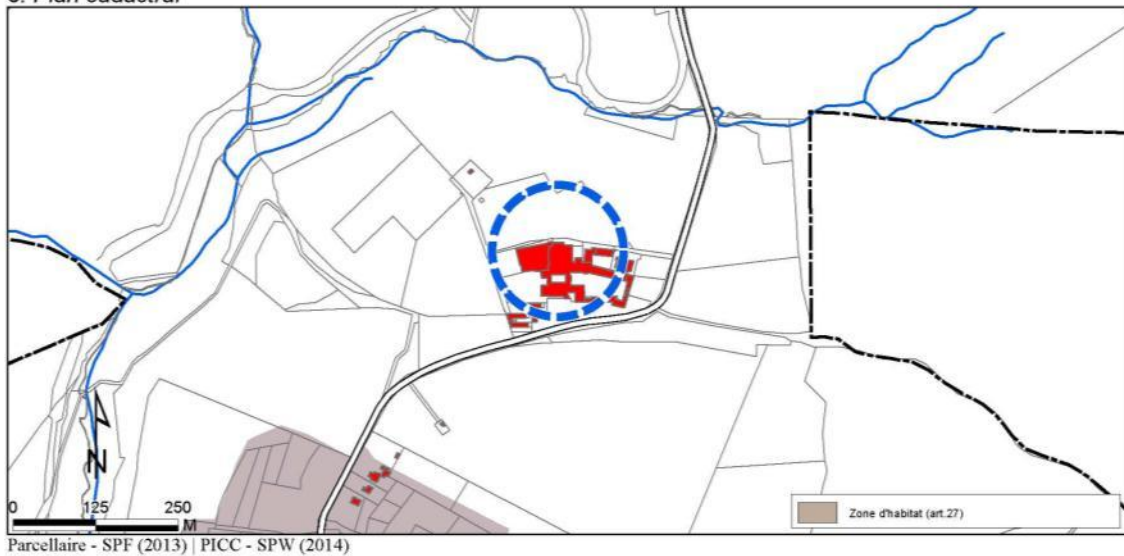 N
0 125 250
M
Zone d'habitat (art.27)
Parcellaire - SPF (2013) | PICC - SPW (2014)